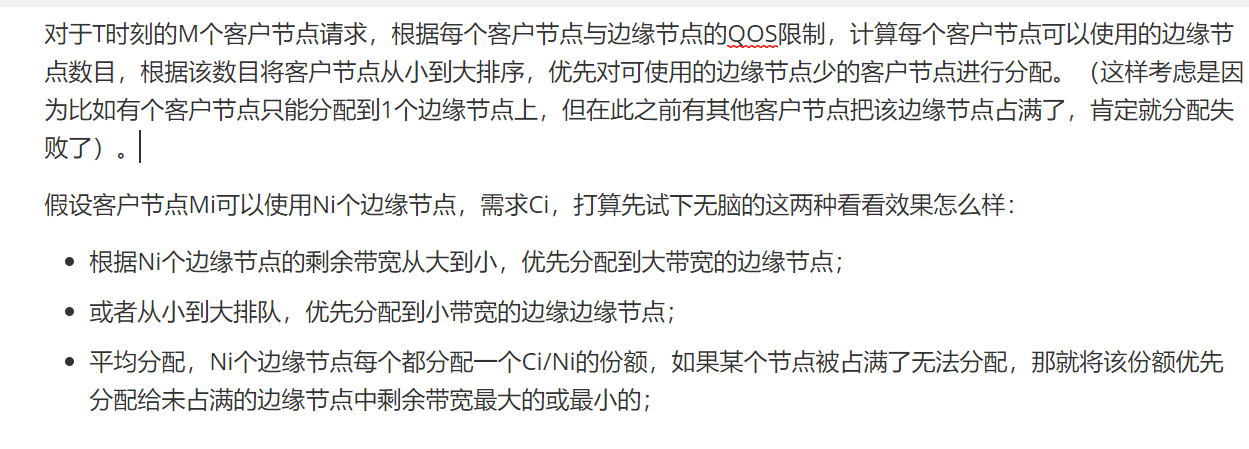 对于T时刻的M个客户节点请求，根据每个客户节点与边缘节点的QOS限制，计算每个客户节点可以使用的边缘节
点数目，根据该数目将客户节点从小到大排序，优先对可使用的边缘节点少的客户节点进行分配。（这样考虑是因
为比如有个客户节点只能分配到1个边缘节点上，但在此之前有其他客户节点把该边缘节点占满了，肯定就分配失
败了）。
假设客户节点Mi可以使用Ni个边缘节点，需求Ci，打算先试下无脑的这两种看看效果怎么样：
• 根据Ni个边缘节点的剩余带宽从大到小，优先分配到大带宽的边缘节点；
• 或者从小到大排队，优先分配到小带宽的边缘边缘节点；
• 平均分配，Ni个边缘节点每个都分配一个Ci/Ni的份额，如果某个节点被占满了无法分配，那就将该份额优先
分配给未占满的边缘节点中剩余带宽最大的或最小的；